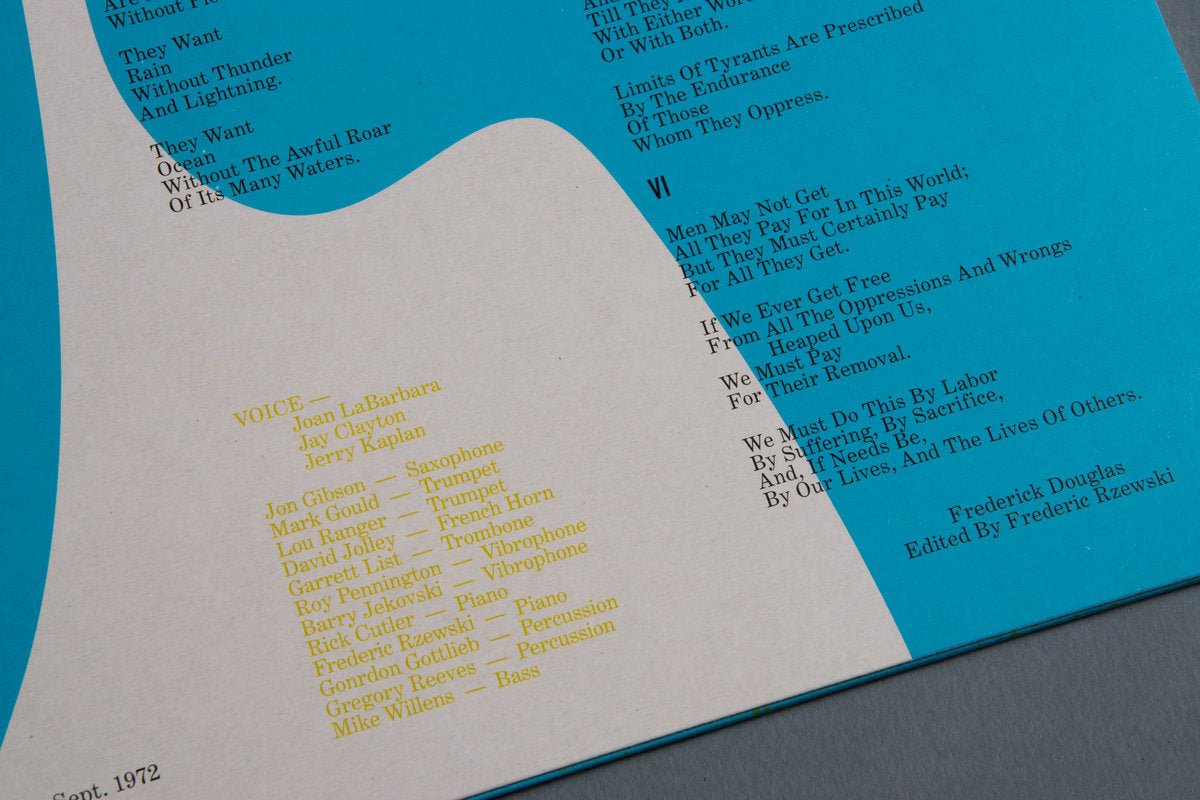 Without
They Want
Rain
Without Thunder
And Lightning.
They Want
Ocean
Without The Awful Roar
Of Its Many Waters.
Till They
With Either
Or With Both.
Limits Of Tyrants Are Prescribed
By The Endurance
Of Those
Whom They Oppress.
VI
Men May Not Get
All They Pay For In This World;
But They Must Certainly Pay
For All They Get.
If We Ever Get Free
From All The Oppressions And Wrongs
Heaped Upon Us,
We Must Pay
For Their Removal.
We Must Do This By Labor
By Suffering, By Sacrifice,
And, If Needs Be,
By Our Lives, And The Lives Of Others.
Frederick Douglas
Edited By Frederic Rzewski
VOICE —
Joan LaBarbara
Jay Clayton
Jerry Kaplan
Jon Gibson — Saxophone
Mark Gould — Trumpet
Lou Ranger — Trumpet
David Jolley — French Horn
Garrett List — Trombone
Roy Pennington — Vibrophone
Barry Jekovski — Vibrophone
Rick Cutler — Piano
Frederic Rzewski — Piano
Gonrdon Gottlieb — Percussion
Gregory Reeves — Percussion
Mike Willens — Bass
Sept. 1972